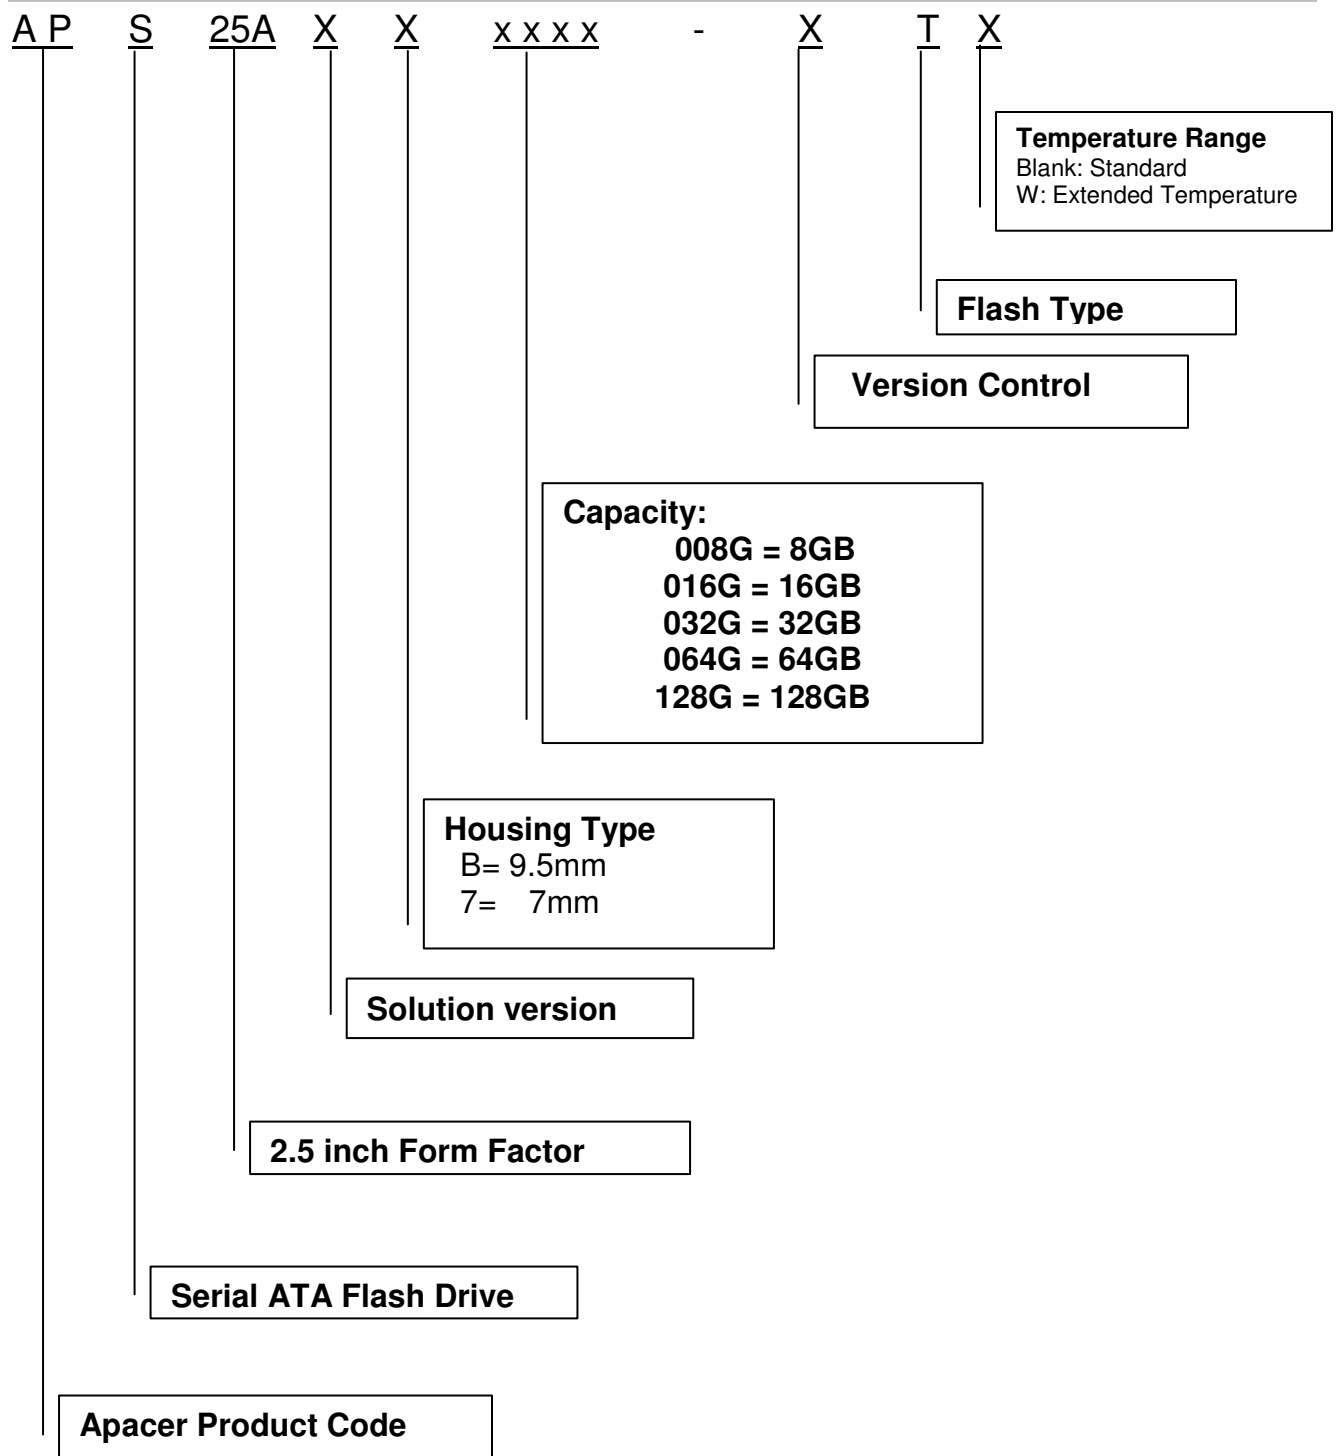 A P S 25A X X x x x x - X T X
Temperature Range
Blank: Standard
W: Extended Temperature
Flash Type
Version Control
Capacity:
008G = 8GB
016G = 16GB
032G = 32GB
064G = 64GB
128G = 128GB
Housing Type
B= 9.5mm
7= 7mm
Solution version
2.5 inch Form Factor
Serial ATA Flash Drive
Apacer Product Code